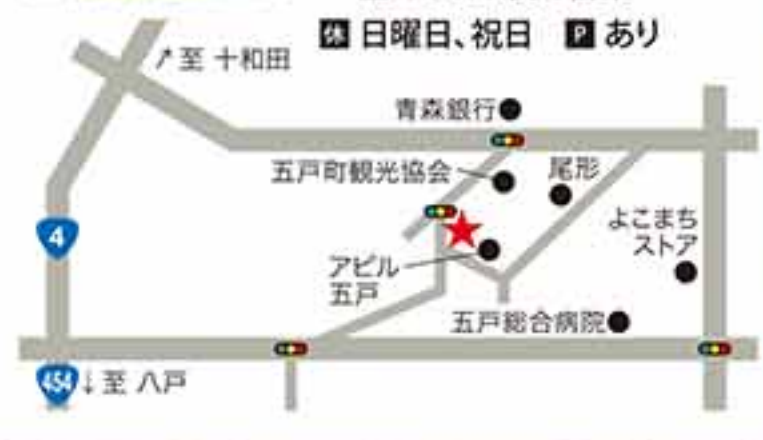 休 日曜日、祝日 P あり
↗至 十和田
青森銀行
五戸町観光協会
尾形
よこまち
ストア
4
アピル
五戸
五戸総合病院
454 ↓至 八戸